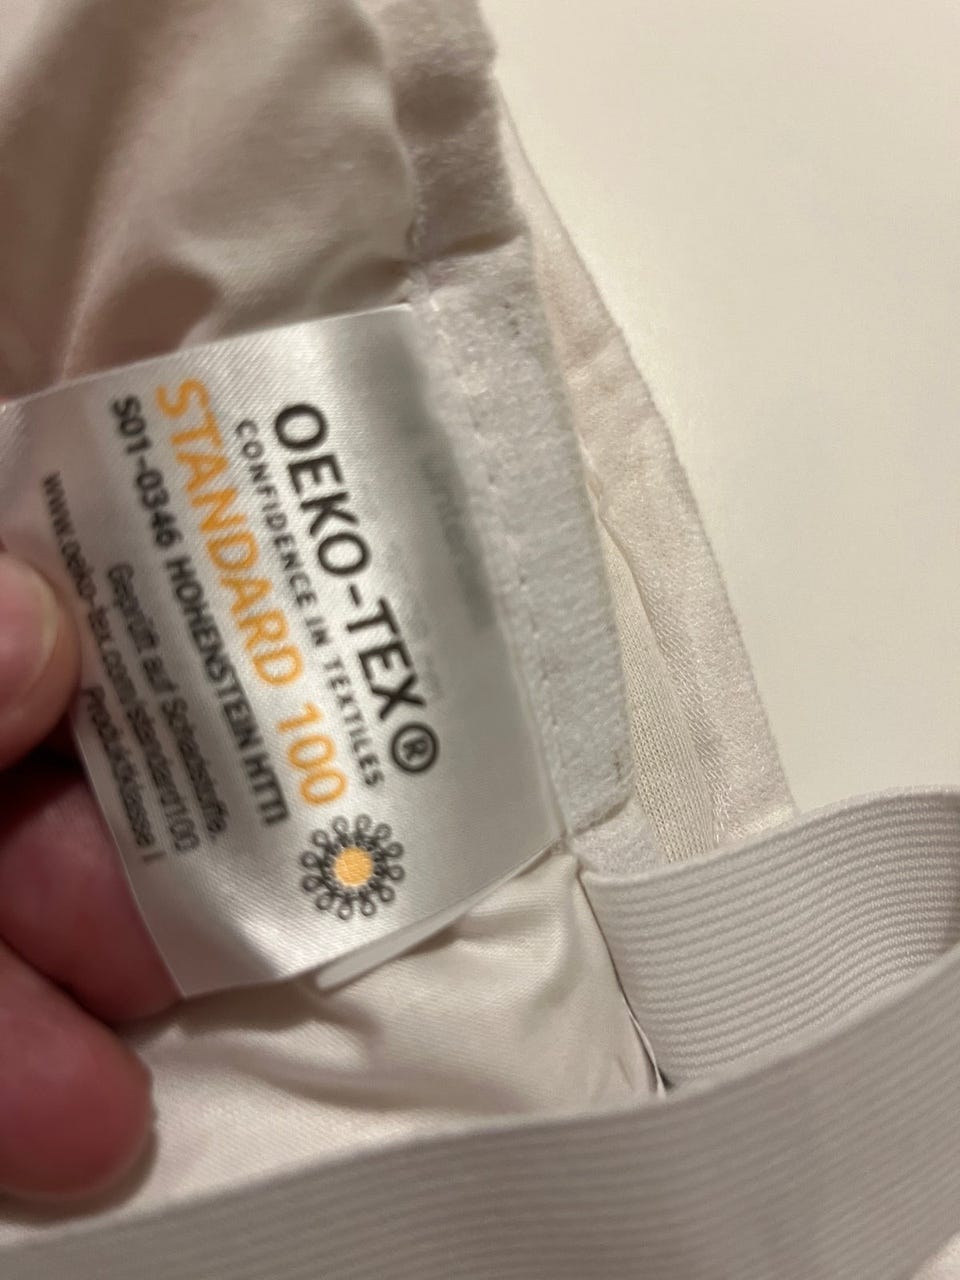 OEKO-TEX®
CONFIDENCE IN TEXTILES
STANDARD 100
S01-0346 HOHENSTEIN HTTI
Geprüft auf Schadstoffe.
www.oeko-tex.com/standard100
Produktklasse I